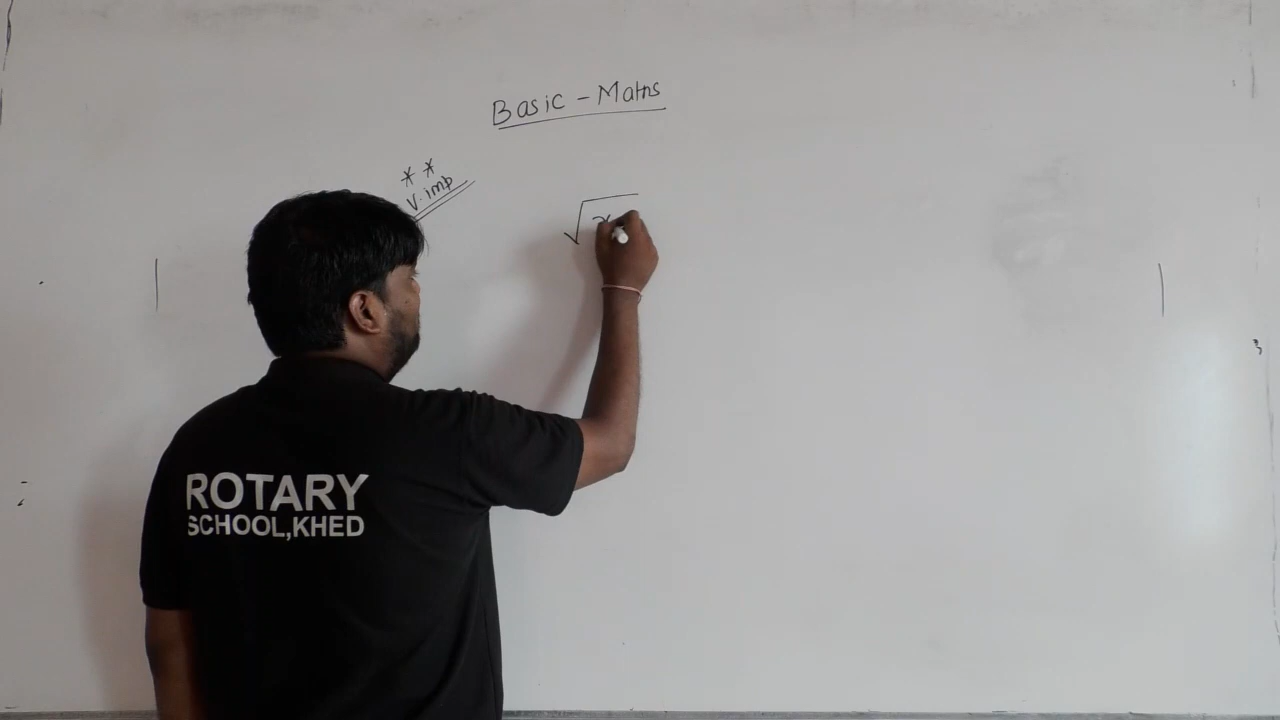 Basic - Maths
* *
V. imp
√x
ROTARY
SCHOOL,KHED